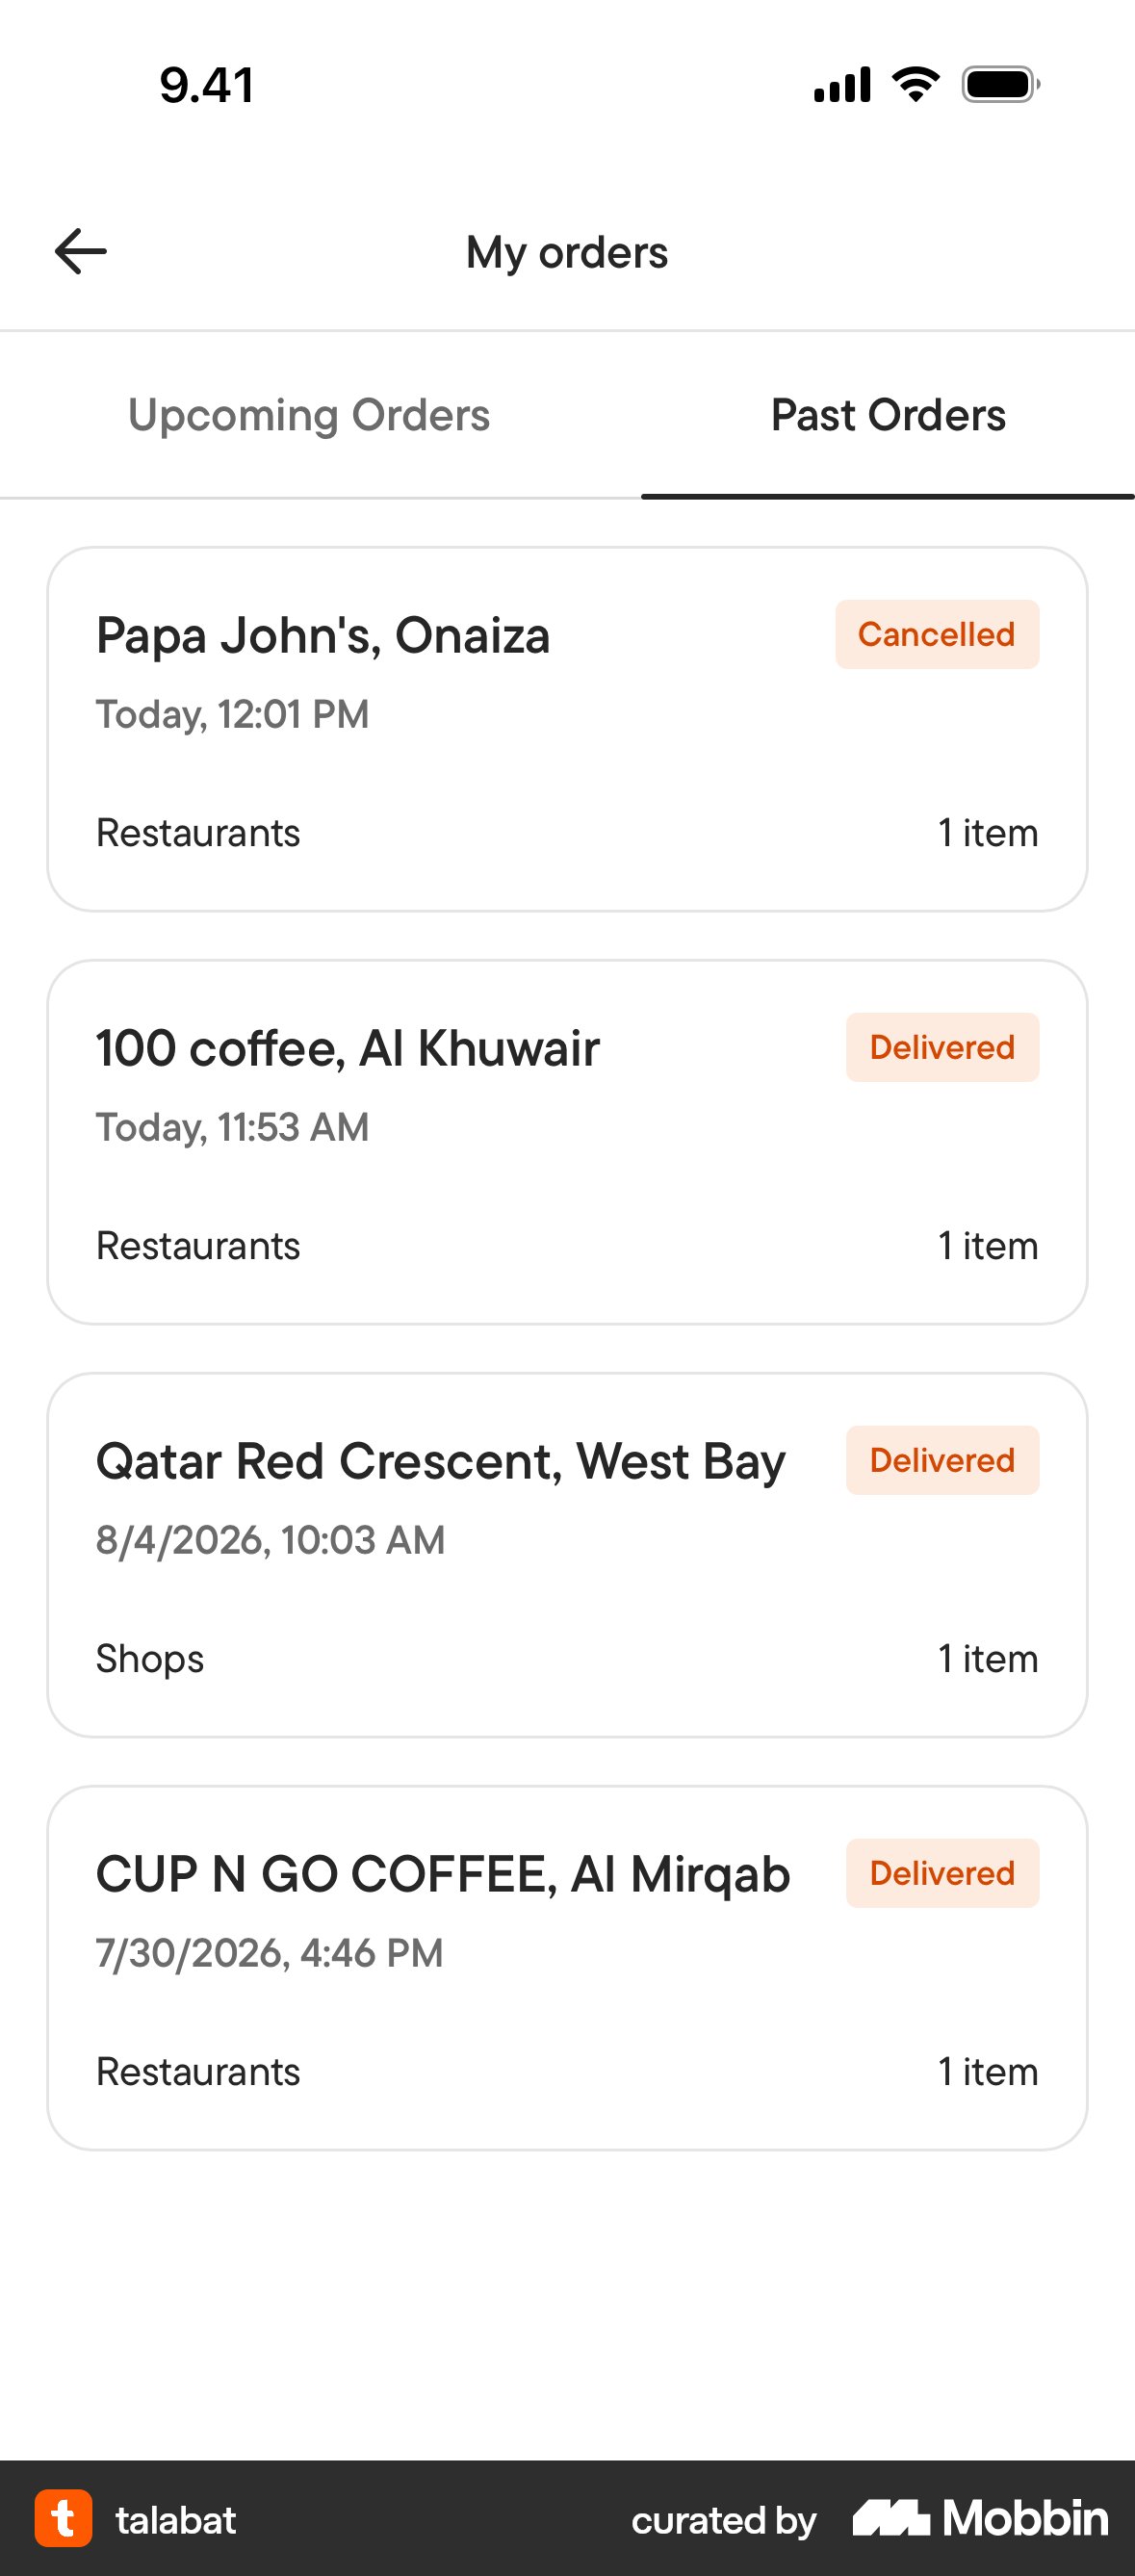 9.41
My orders
Upcoming Orders
Past Orders
Papa John's, Onaiza
Cancelled
Today, 12:01 PM
Restaurants
1 item
100 coffee, Al Khuwair
Delivered
Today, 11:53 AM
Restaurants
1 item
Qatar Red Crescent, West Bay
Delivered
8/4/2026, 10:03 AM
Shops
1 item
CUP N GO COFFEE, Al Mirqab
Delivered
7/30/2026, 4:46 PM
Restaurants
1 item
t talabat
curated by Mobbin